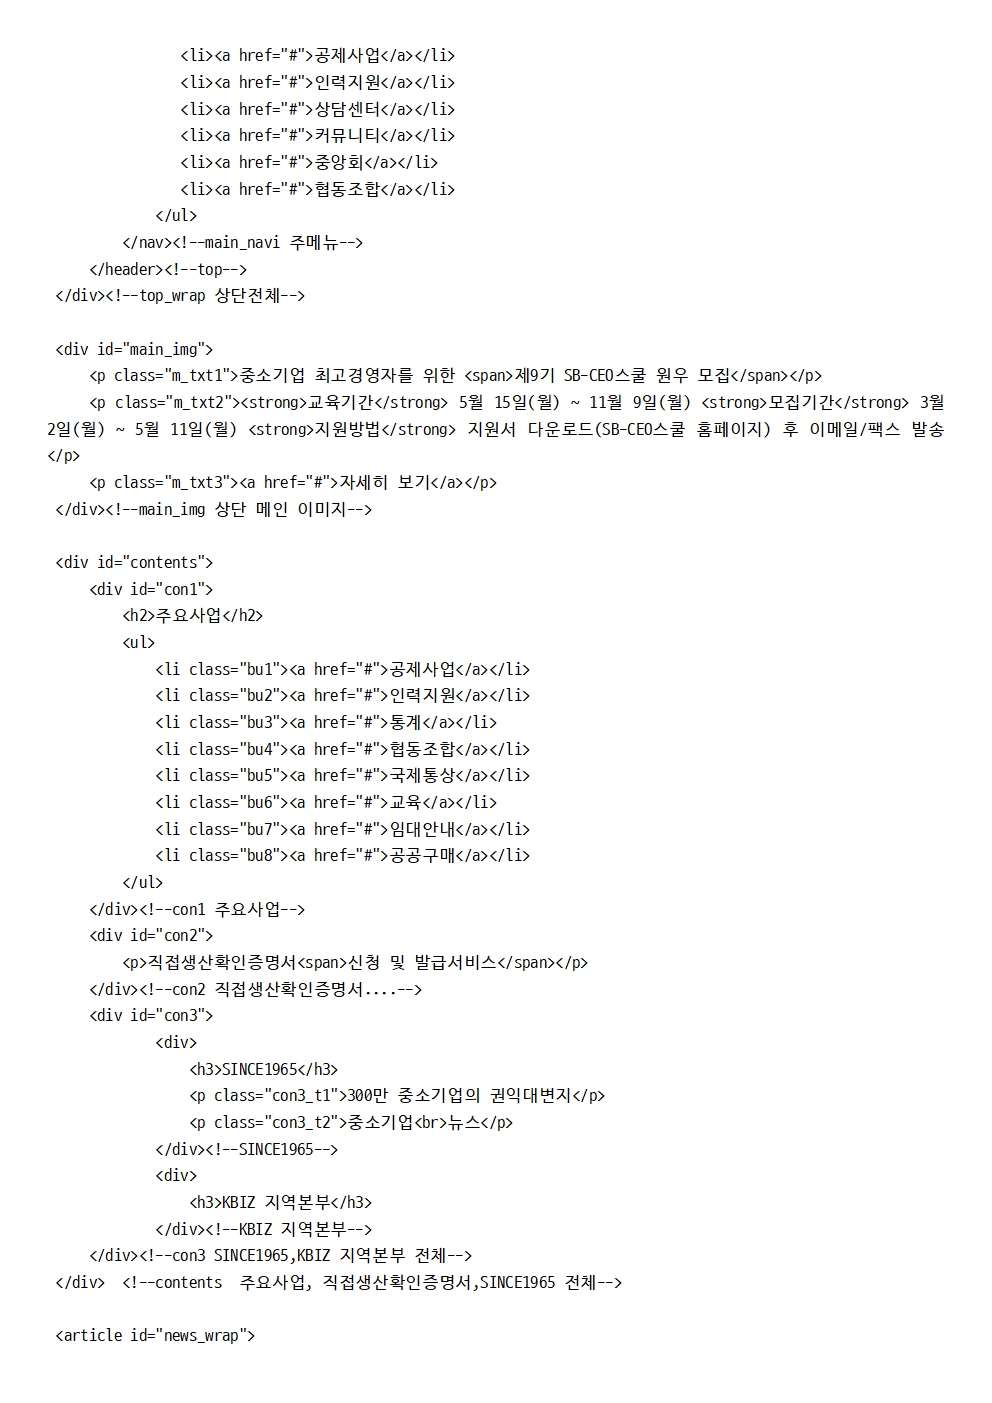 <li><a href="#">공제사업</a></li>
<li><a href="#">인력지원</a></li>
<li><a href="#">상담센터</a></li>
<li><a href="#">커뮤니티</a></li>
<li><a href="#">중앙회</a></li>
<li><a href="#">협동조합</a></li>
</ul>
</nav><!--main_navi 주메뉴-->
</header><!--top-->
</div><!--top_wrap 상단전체-->
<div id="main_img">
<p class="m_txt1">중소기업 최고경영자를 위한 <span>제9기 SB-CEO스쿨 원우 모집</span></p>
<p class="m_txt2"><strong>교육기간</strong> 5월 15일(월) ~ 11월 9일(월) <strong>모집기간</strong> 3월
2일(월) ~ 5월 11일(월) <strong>지원방법</strong> 지원서 다운로드(SB-CEO스쿨 홈페이지) 후 이메일/팩스 발송
</p>
<p class="m_txt3"><a href="#">자세히 보기</a></p>
</div><!--main_img 상단 메인 이미지-->
<div id="contents">
<div id="con1">
<h2>주요사업</h2>
<ul>
<li class="bu1"><a href="#">공제사업</a></li>
<li class="bu2"><a href="#">인력지원</a></li>
<li class="bu3"><a href="#">통계</a></li>
<li class="bu4"><a href="#">협동조합</a></li>
<li class="bu5"><a href="#">국제통상</a></li>
<li class="bu6"><a href="#">교육</a></li>
<li class="bu7"><a href="#">임대안내</a></li>
<li class="bu8"><a href="#">공공구매</a></li>
</ul>
</div><!--con1 주요사업-->
<div id="con2">
<p>직접생산확인증명서<span>신청 및 발급서비스</span></p>
</div><!--con2 직접생산확인증명서....-->
<div id="con3">
<div>
<h3>SINCE1965</h3>
<p class="con3_t1">300만 중소기업의 권익대변지</p>
<p class="con3_t2">중소기업<br>뉴스</p>
</div><!--SINCE1965-->
<div>
<h3>KBIZ 지역본부</h3>
</div><!--KBIZ 지역본부-->
</div><!--con3 SINCE1965,KBIZ 지역본부 전체-->
</div>  <!--contents  주요사업, 직접생산확인증명서,SINCE1965 전체-->
<article id="news_wrap">